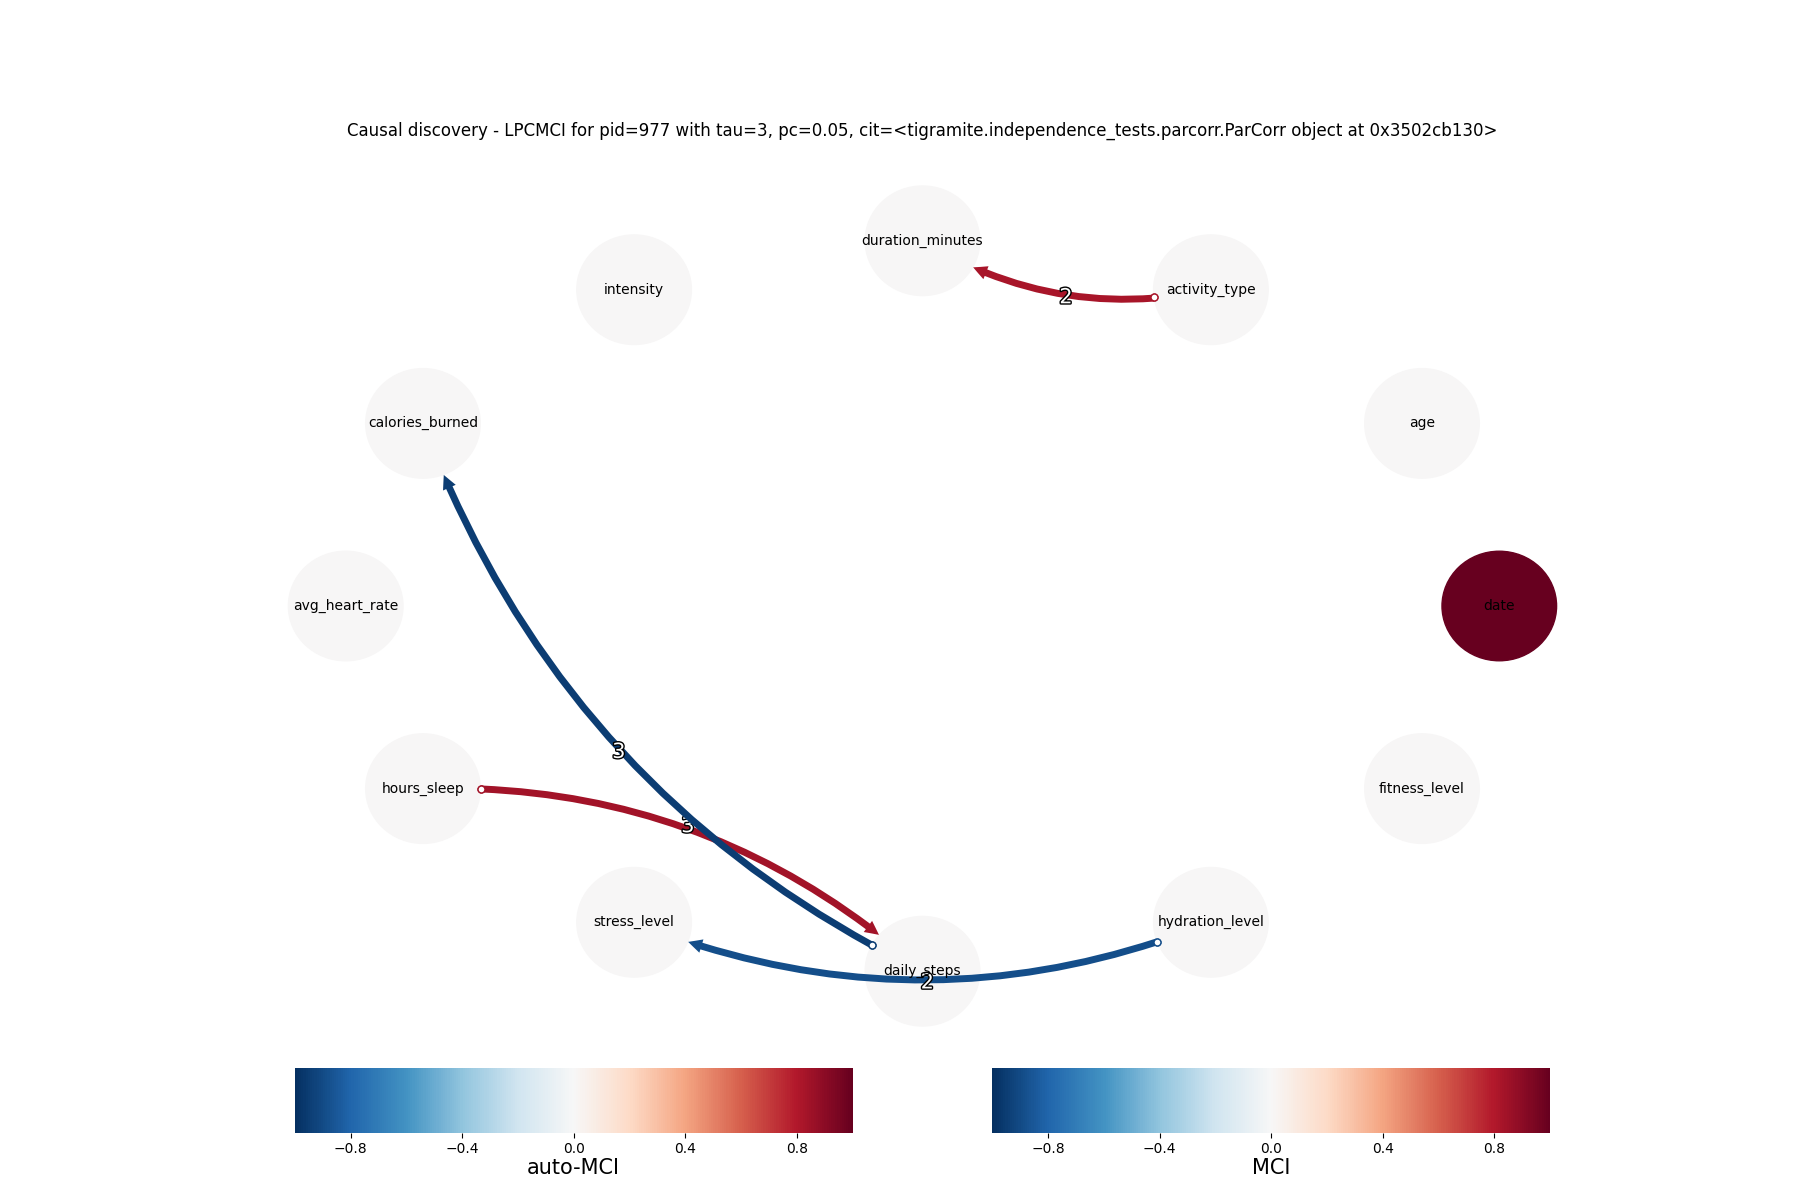 Causal discovery - LPCMCI for pid=977 with tau=3, pc=0.05, cit=<tigramite.independence_tests.parcorr.ParCorr object at 0x3502cb130>
duration_minutes
intensity
activity_type
2
calories_burned
age
avg_heart_rate
date
3
hours_sleep
fitness_level
3
stress_level
hydration_level
daily_steps
2
−0.8 −0.4 0.0 0.4 0.8
auto-MCI
−0.8 −0.4 0.0 0.4 0.8
MCI